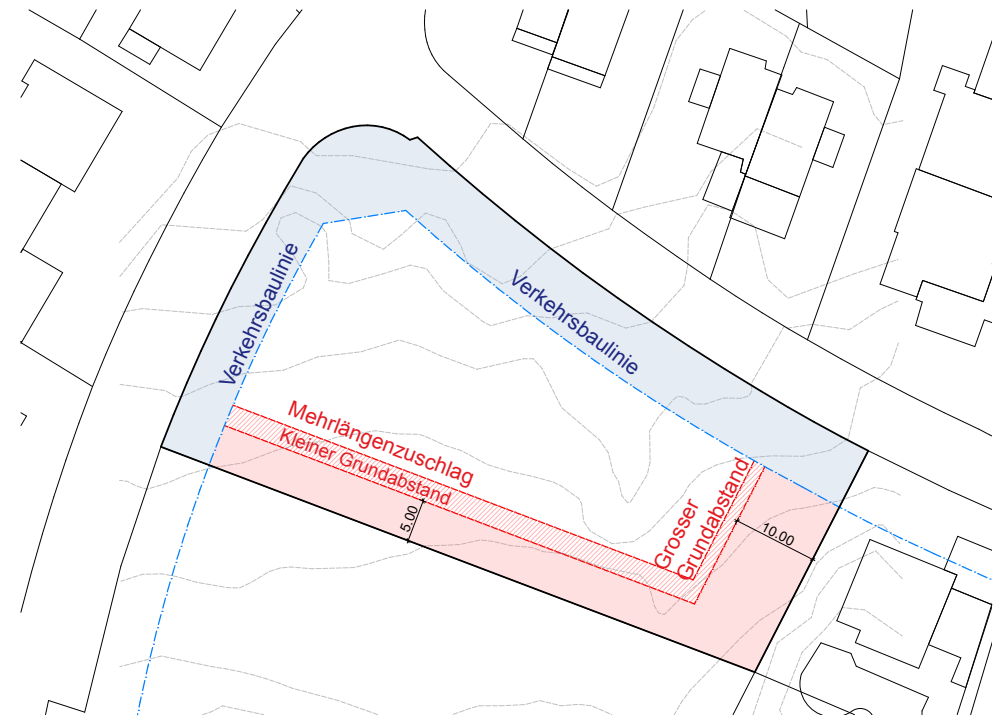 Verkehrsbaulinie
Verkehrsbaulinie
Mehrlängenzuschlag
Kleiner Grundabstand
5.00
Grosser
Grundabstand
10.00